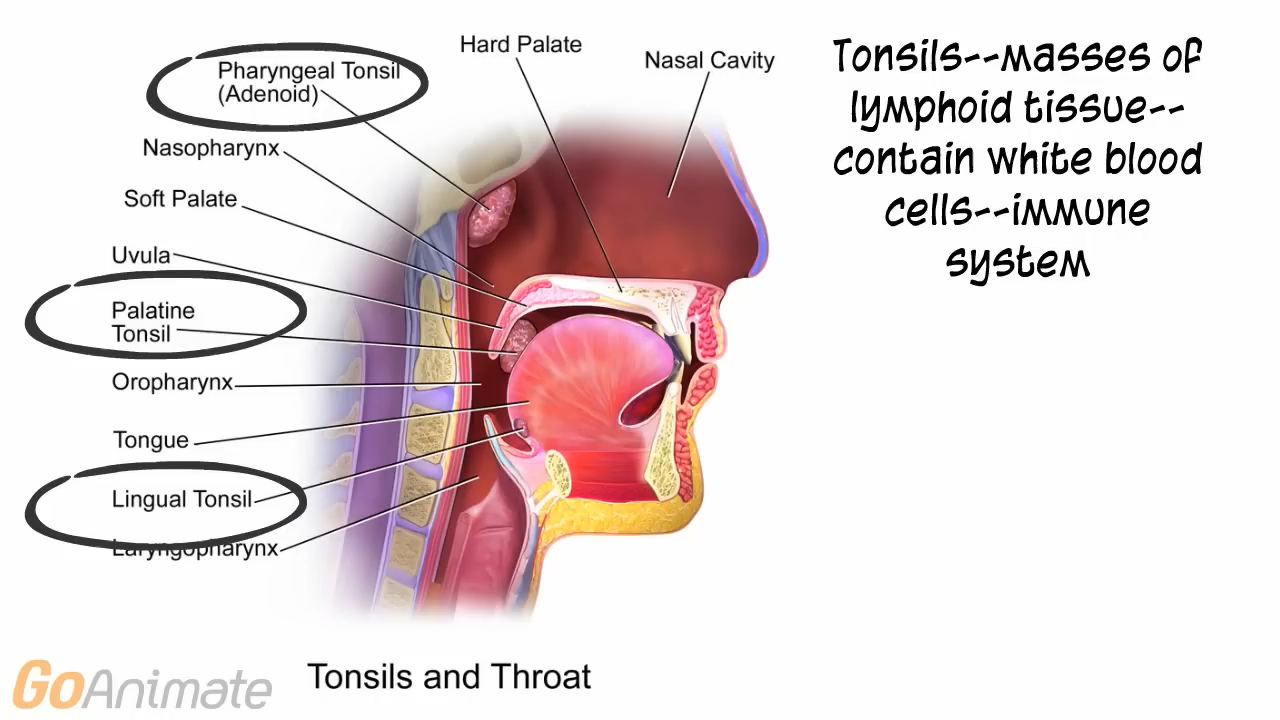 Hard Palate
Nasal Cavity
Pharyngeal Tonsil
(Adenoid)
Nasopharynx
Soft Palate
Uvula
Palatine
Tonsil
Oropharynx
Tongue
Lingual Tonsil
Laryngopharynx
Tonsils--masses of
lymphoid tissue--
contain white blood
cells--immune
system
GoAnimate
Tonsils and Throat